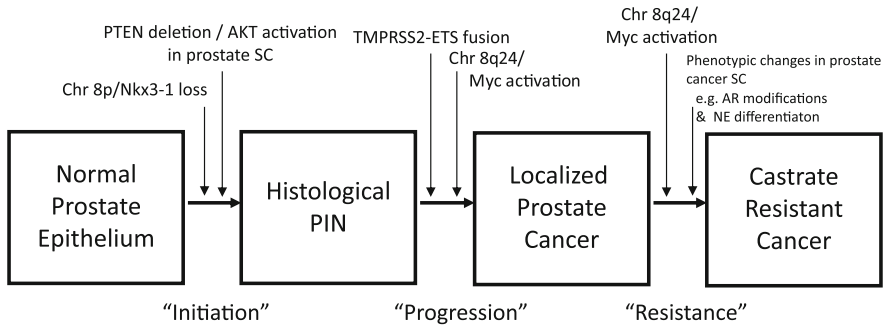 PTEN deletion / AKT activation
in prostate SC
Chr 8p/Nkx3-1 loss
TMPRSS2-ETS fusion
Chr 8q24/
Myc activation
Chr 8q24/
Myc activation
Phenotypic changes in prostate
cancer SC
e.g. AR modifications
& NE differentiaton
Normal
Prostate
Epithelium
Histological
PIN
Localized
Prostate
Cancer
Castrate
Resistant
Cancer
“Initiation”
“Progression”
“Resistance”